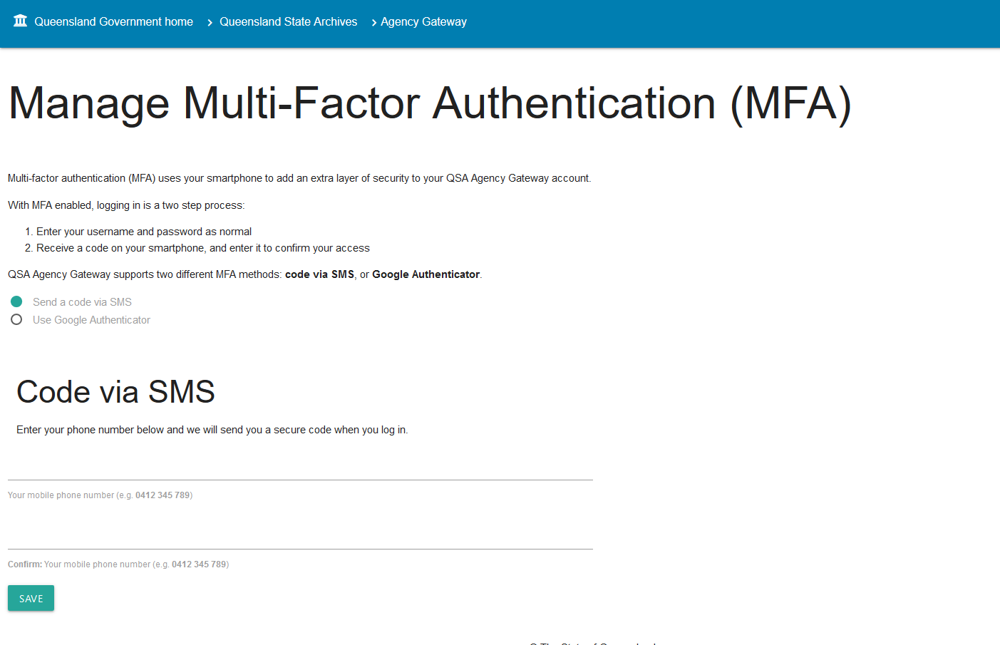 Queensland Government home > Queensland State Archives > Agency Gateway
Manage Multi-Factor Authentication (MFA)
Multi-factor authentication (MFA) uses your smartphone to add an extra layer of security to your QSA Agency Gateway account.
With MFA enabled, logging in is a two step process:
1. Enter your username and password as normal
2. Receive a code on your smartphone, and enter it to confirm your access
QSA Agency Gateway supports two different MFA methods: code via SMS, or Google Authenticator.
Send a code via SMS
Use Google Authenticator
Code via SMS
Enter your phone number below and we will send you a secure code when you log in.
Your mobile phone number (e.g. 0412 345 789)
Confirm: Your mobile phone number (e.g. 0412 345 789)
SAVE